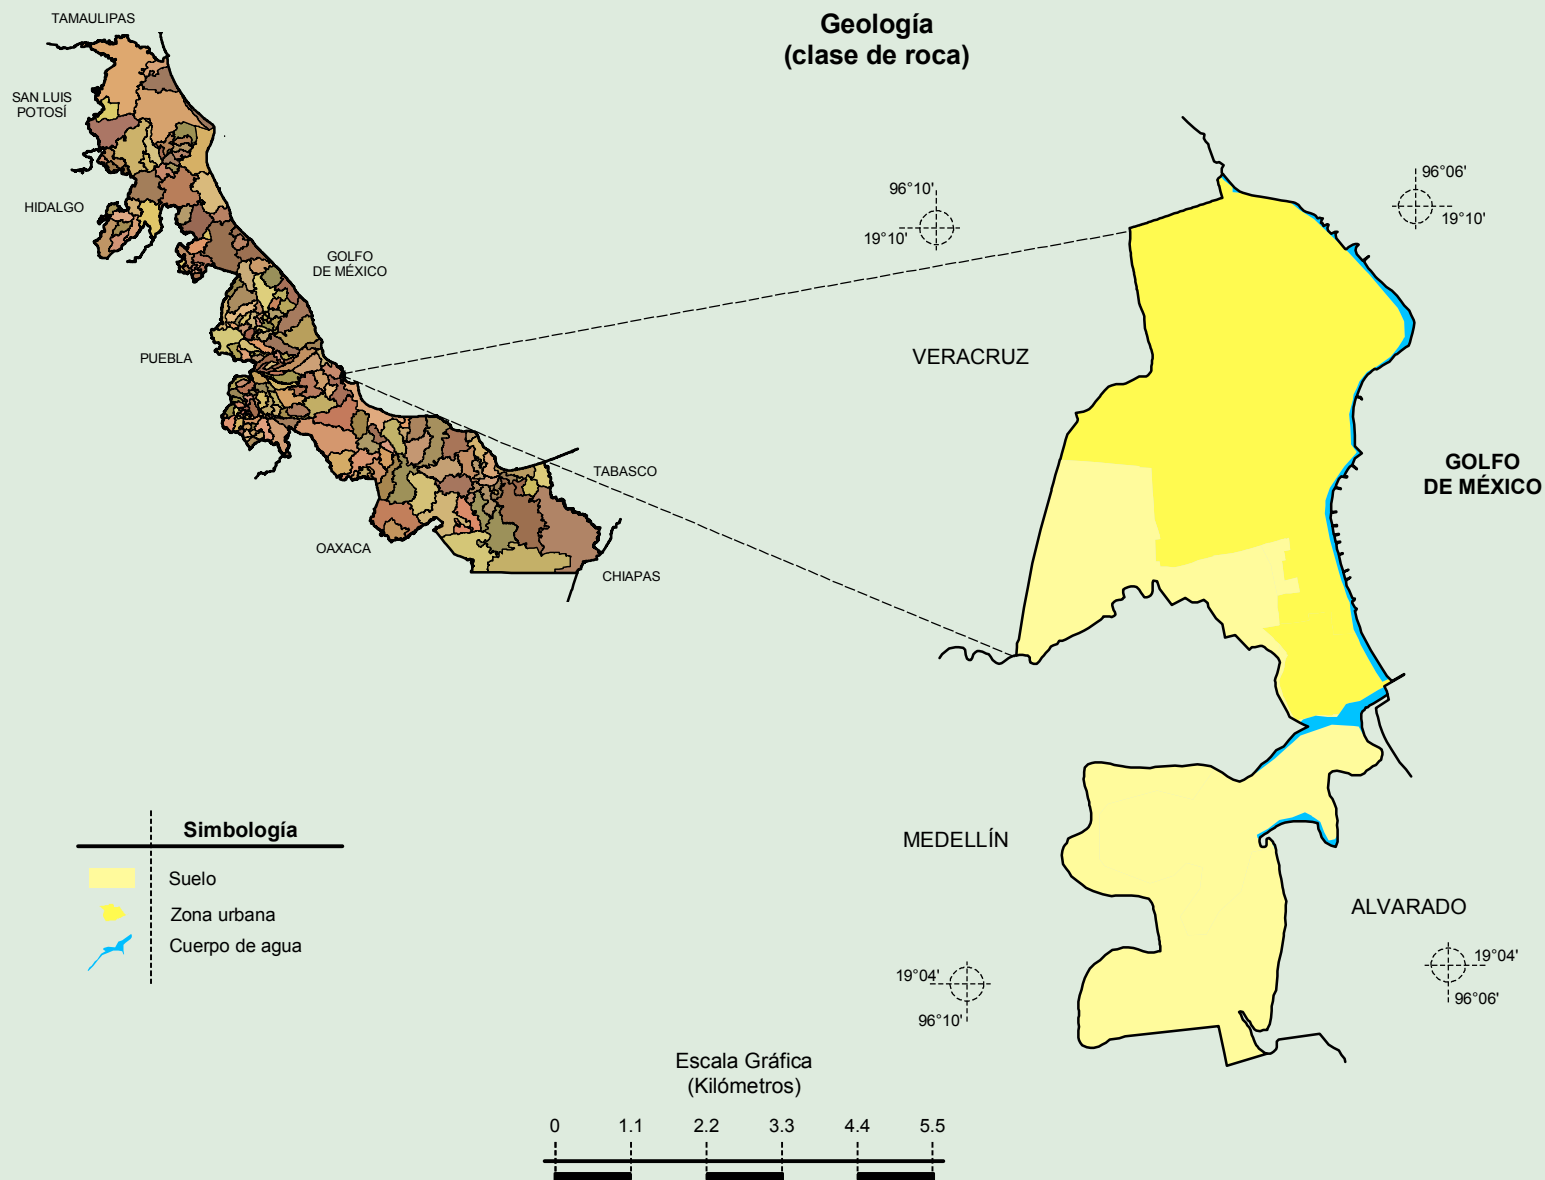 Geología
(clase de roca)
TAMAULIPAS
SAN LUIS
POTOSÍ
HIDALGO
GOLFO
DE MÉXICO
PUEBLA
TABASCO
OAXACA
CHIAPAS
96°10'
19°10'
96°06'
19°10'
VERACRUZ
GOLFO
DE MÉXICO
MEDELLÍN
ALVARADO
19°04'
96°10'
19°04'
96°06'
Simbología
Suelo
Zona urbana
Cuerpo de agua
Escala Gráfica
(Kilómetros)
0 1.1 2.2 3.3 4.4 5.5